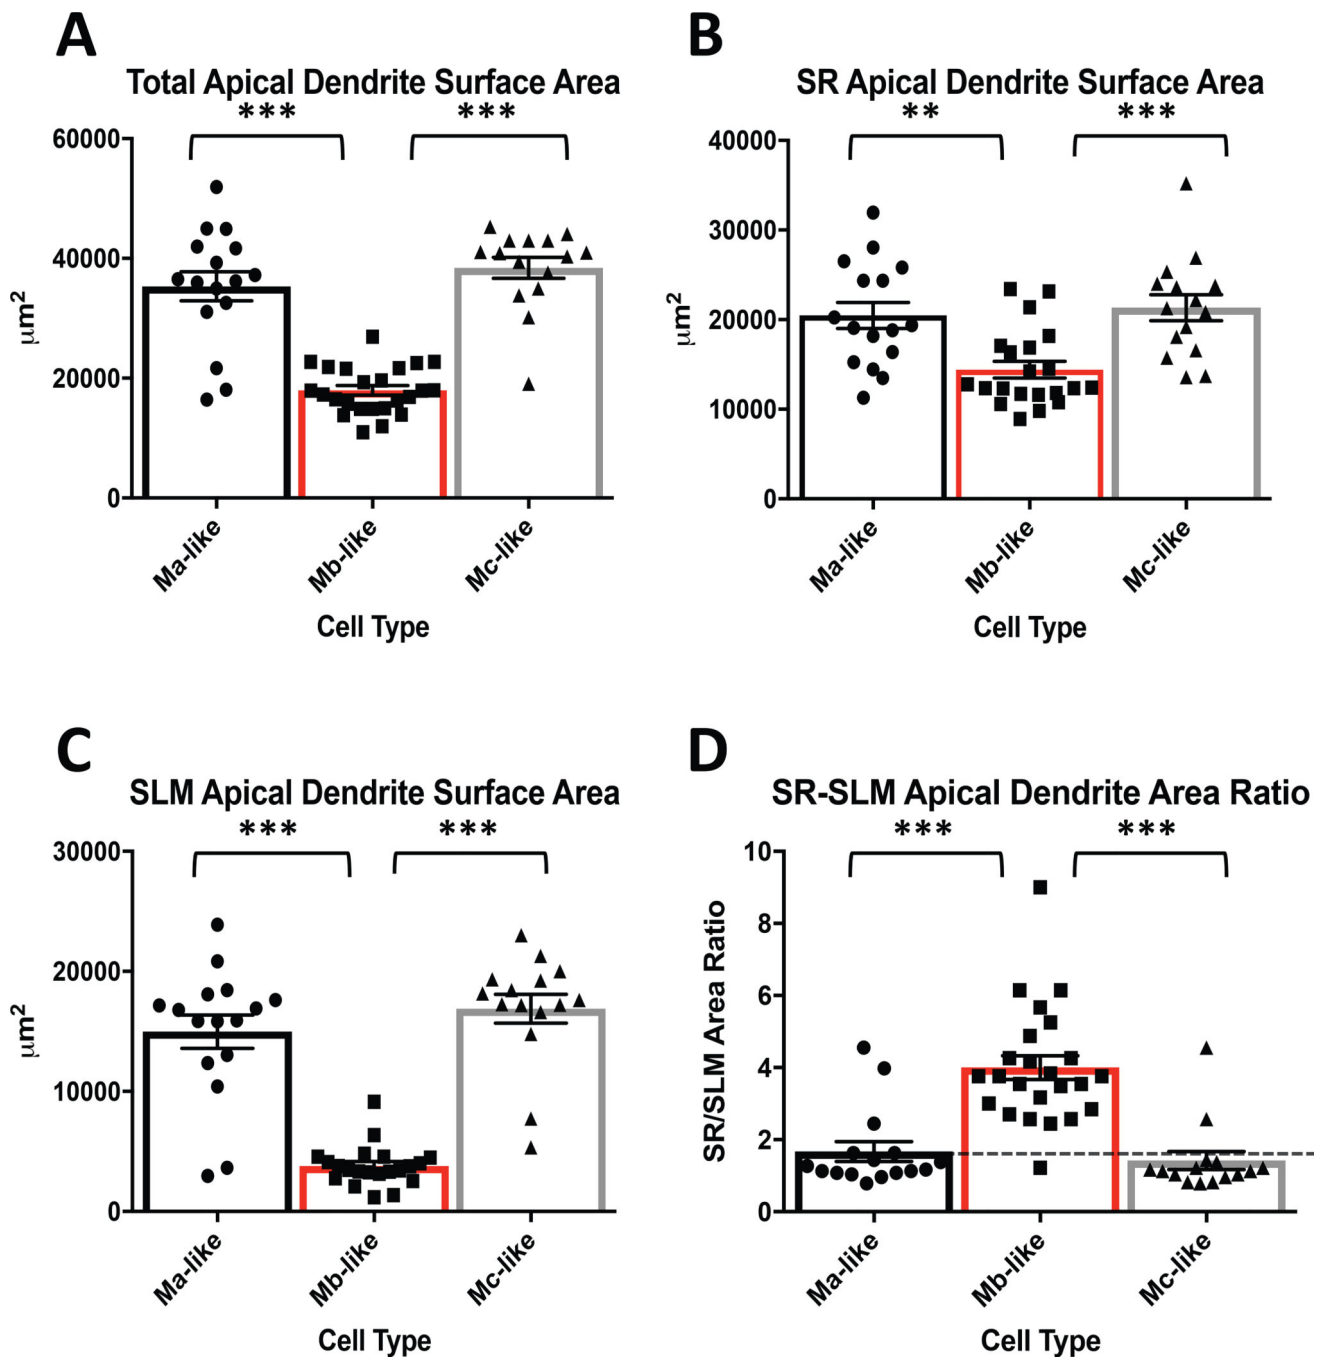 A
Total Apical Dendrite Surface Area
***
***
60000
40000
20000
0
μm²
Ma-like
Mb-like
Mc-like
Cell Type
B
SR Apical Dendrite Surface Area
**
***
40000
30000
20000
10000
0
μm²
Ma-like
Mb-like
Mc-like
Cell Type
C
SLM Apical Dendrite Surface Area
***
***
30000
20000
10000
0
μm²
Ma-like
Mb-like
Mc-like
Cell Type
D
SR-SLM Apical Dendrite Area Ratio
***
***
10
8
6
4
2
0
SR/SLM Area Ratio
Ma-like
Mb-like
Mc-like
Cell Type